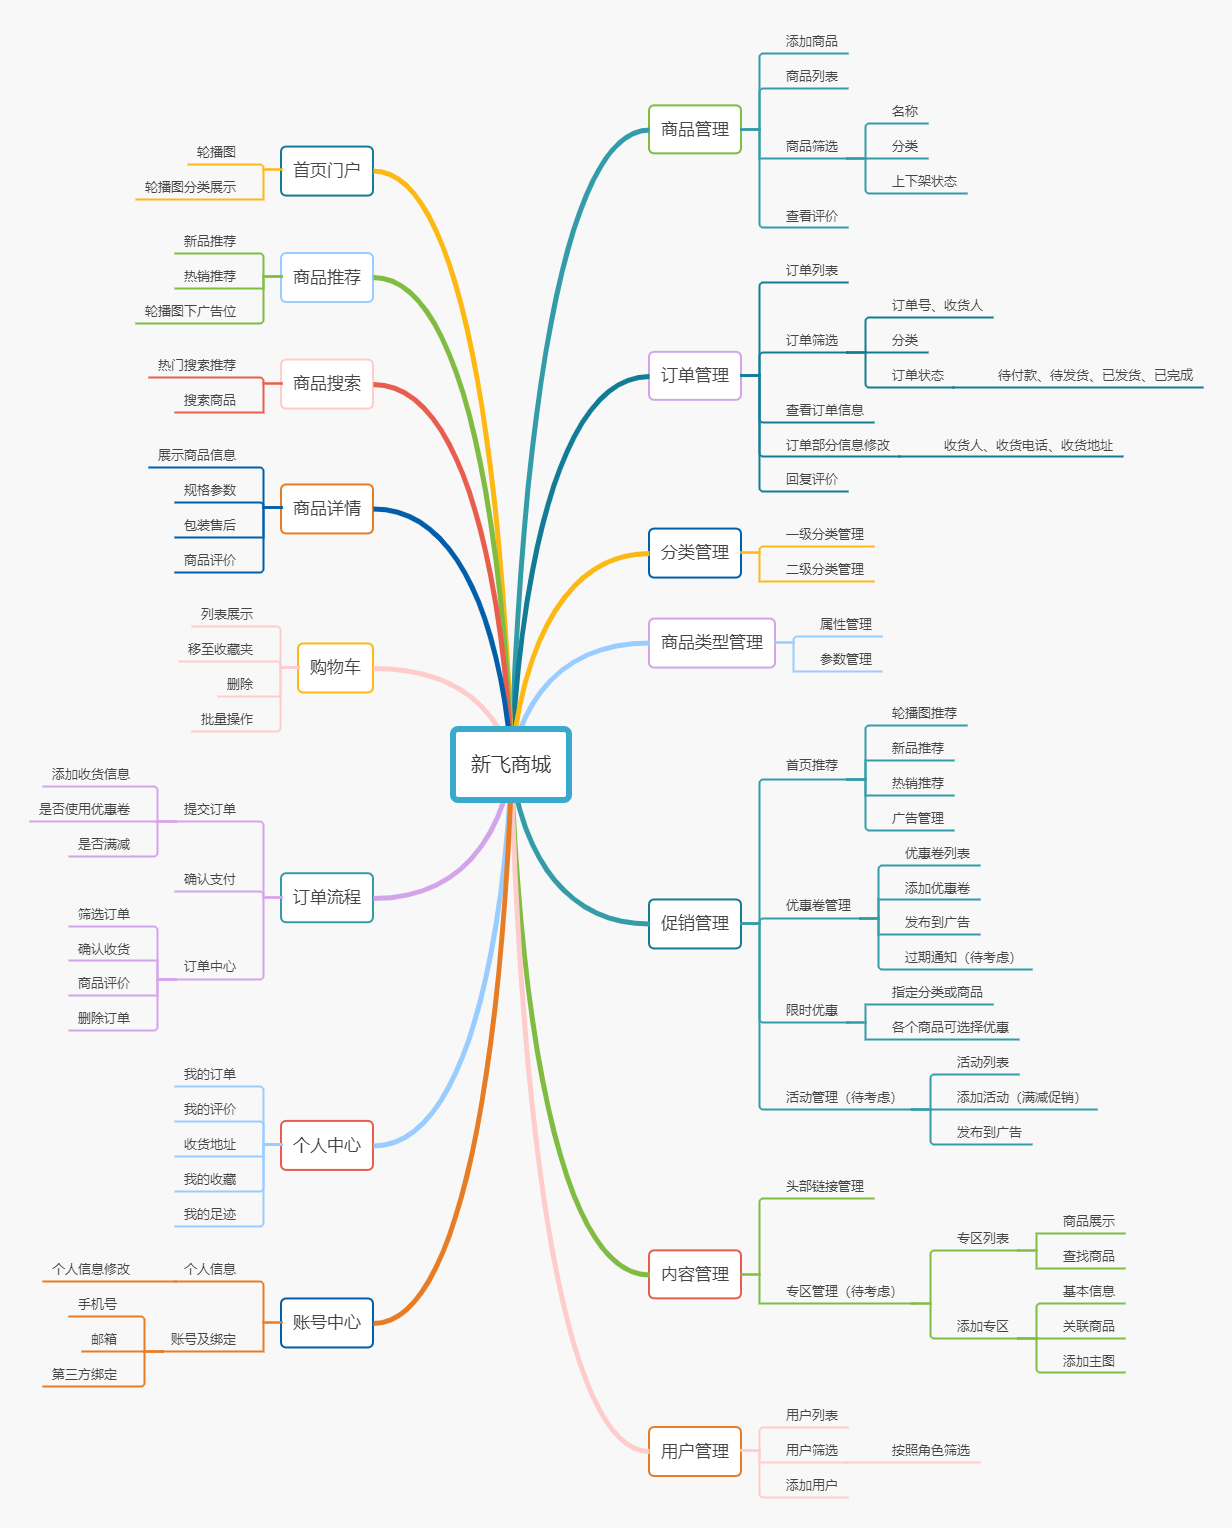 新飞商城
首页门户
轮播图
轮播图分类展示
商品推荐
新品推荐
热销推荐
轮播图下广告位
商品搜索
热门搜索推荐
搜索商品
商品详情
展示商品信息
规格参数
包装售后
商品评价
购物车
列表展示
移至收藏夹
删除
批量操作
订单流程
提交订单
添加收货信息
是否使用优惠卷
是否满减
确认支付
订单中心
筛选订单
确认收货
商品评价
删除订单
个人中心
我的订单
我的评价
收货地址
我的收藏
我的足迹
账号中心
个人信息
个人信息修改
账号及绑定
手机号
邮箱
第三方绑定
商品管理
添加商品
商品列表
商品筛选
名称
分类
上下架状态
查看评价
订单管理
订单列表
订单筛选
订单号、收货人
分类
订单状态
待付款、待发货、已发货、已完成
查看订单信息
订单部分信息修改
收货人、收货电话、收货地址
回复评价
分类管理
一级分类管理
二级分类管理
商品类型管理
属性管理
参数管理
促销管理
首页推荐
轮播图推荐
新品推荐
热销推荐
广告管理
优惠卷管理
优惠卷列表
添加优惠卷
发布到广告
过期通知（待考虑）
限时优惠
指定分类或商品
各个商品可选择优惠
活动管理（待考虑）
活动列表
添加活动（满减促销）
发布到广告
内容管理
头部链接管理
专区管理（待考虑）
专区列表
商品展示
查找商品
添加专区
基本信息
关联商品
添加主图
用户管理
用户列表
用户筛选
按照角色筛选
添加用户